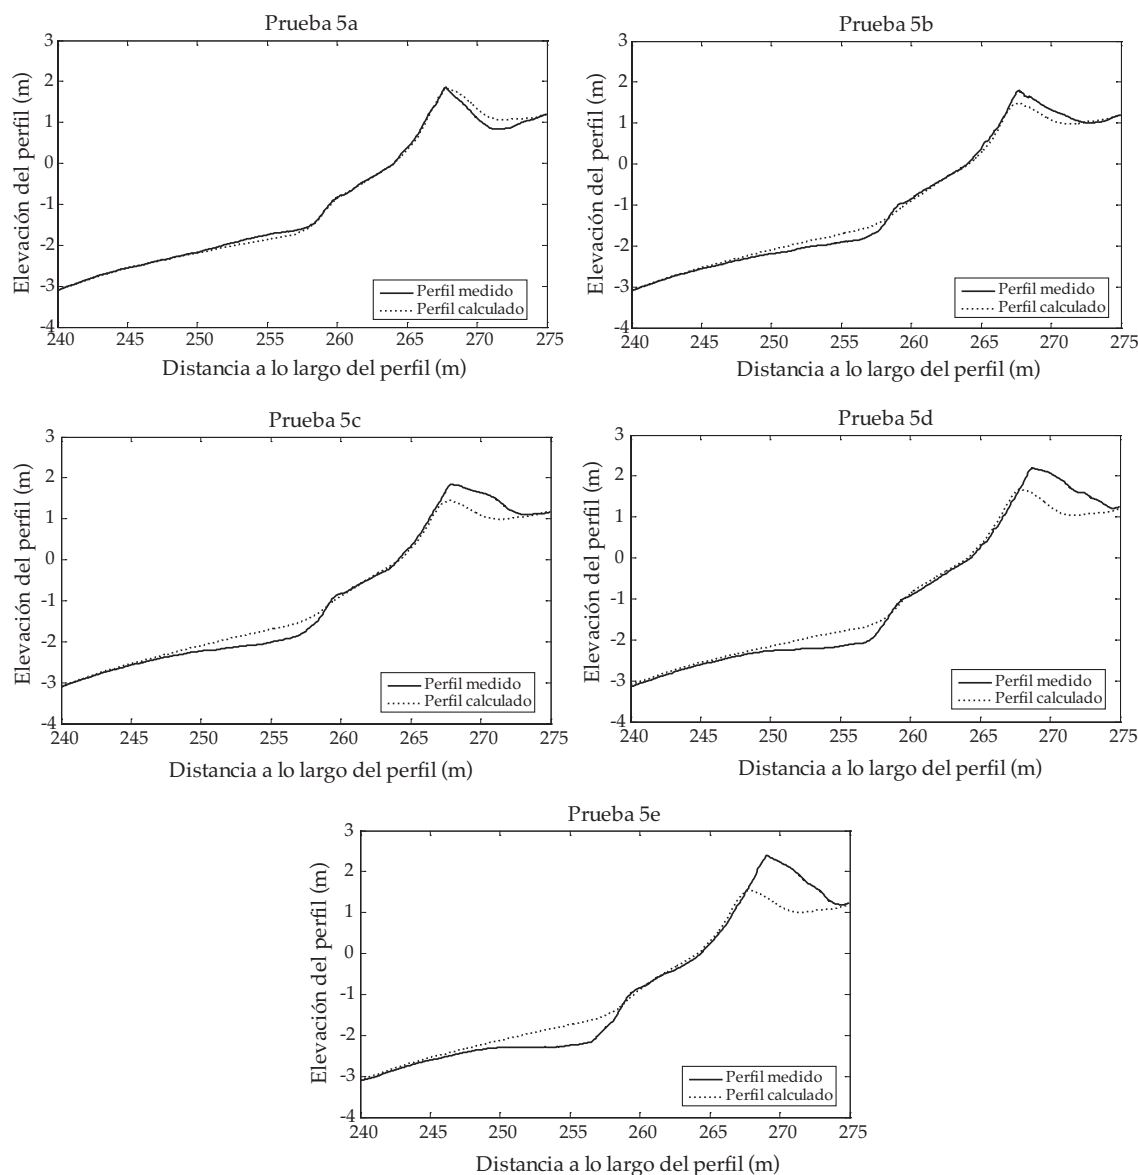 Prueba 5a
Elevación del perfil (m)
3
2
1
0
-1
-2
-3
-4
Perfil medido
Perfil calculado
240 245 250 255 260 265 270 275
Distancia a lo largo del perfil (m)
Prueba 5b
Elevación del perfil (m)
3
2
1
0
-1
-2
-3
-4
Perfil medido
Perfil calculado
240 245 250 255 260 265 270 275
Distancia a lo largo del perfil (m)
Prueba 5c
Elevación del perfil (m)
3
2
1
0
-1
-2
-3
-4
Perfil medido
Perfil calculado
240 245 250 255 260 265 270 275
Distancia a lo largo del perfil (m)
Prueba 5d
Elevación del perfil (m)
3
2
1
0
-1
-2
-3
-4
Perfil medido
Perfil calculado
240 245 250 255 260 265 270 275
Distancia a lo largo del perfil (m)
Prueba 5e
Elevación del perfil (m)
3
2
1
0
-1
-2
-3
-4
Perfil medido
Perfil calculado
240 245 250 255 260 265 270 275
Distancia a lo largo del perfil (m)